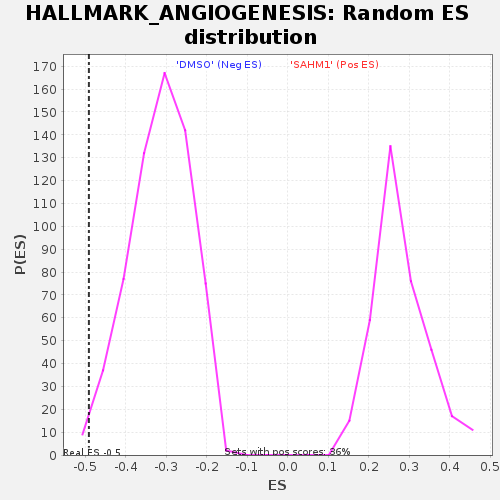 HALLMARK_ANGIOGENESIS: Random ES
distribution
'DMSO' (Neg ES) 'SAHM1' (Pos ES)
170
160
150
140
130
120
110
100
90
80
70
60
50
40
30
20
10
0
P(ES)
Real ES -0.5
Sets with pos scores: 36%
-0.5 -0.4 -0.3 -0.2 -0.1 0.0 0.1 0.2 0.3 0.4 0.5
ES